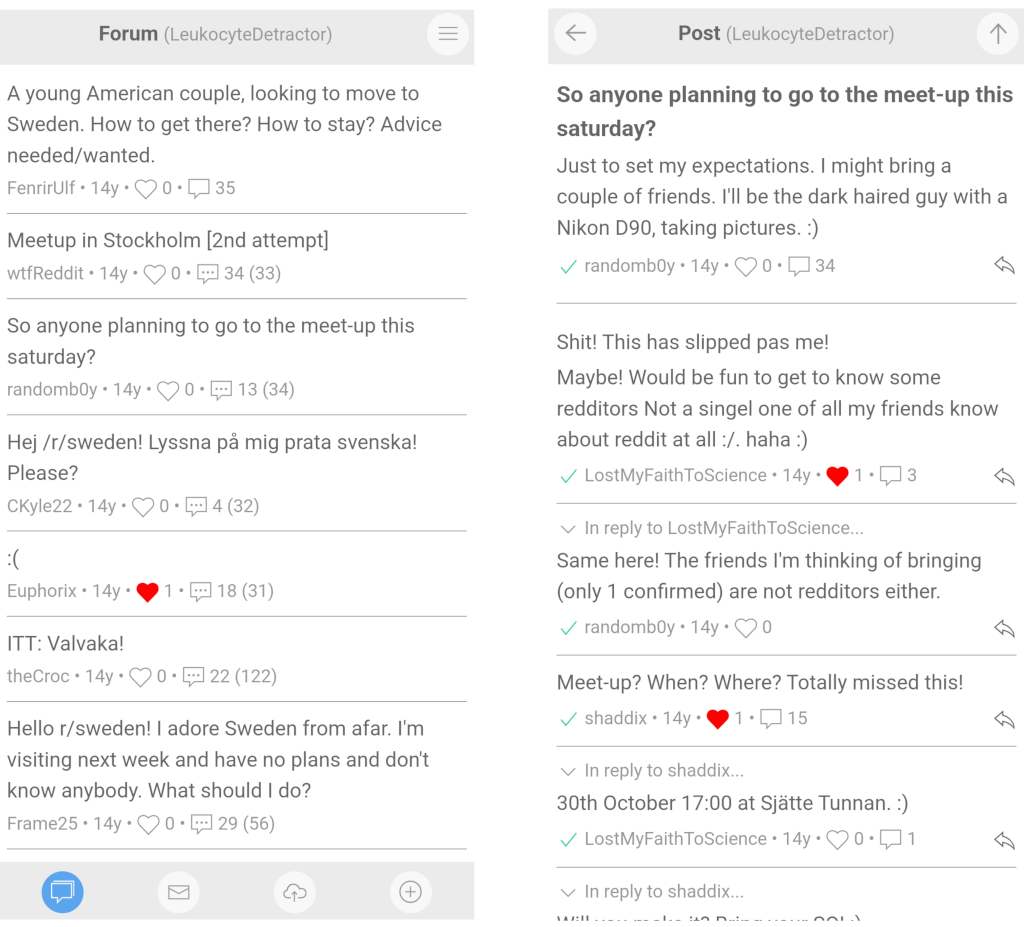 Forum (LeukocyteDetractor)
A young American couple, looking to move to
Sweden. How to get there? How to stay? Advice
needed/wanted.
FenrirUlf • 14y • 0 • 35
Meetup in Stockholm [2nd attempt]
wtfReddit • 14y • 0 • 34 (33)
So anyone planning to go to the meet-up this
saturday?
randomb0y • 14y • 0 • 13 (34)
Hej /r/sweden! Lyssna på mig prata svenska!
Please?
CKyle22 • 14y • 0 • 4 (32)
:(
Euphorix • 14y • 1 • 18 (31)
ITT: Valvaka!
theCroc • 14y • 0 • 22 (122)
Hello r/sweden! I adore Sweden from afar. I'm
visiting next week and have no plans and don't
know anybody. What should I do?
Frame25 • 14y • 0 • 29 (56)
Post (LeukocyteDetractor)
So anyone planning to go to the meet-up this
saturday?
Just to set my expectations. I might bring a
couple of friends. I'll be the dark haired guy with a
Nikon D90, taking pictures. :)
randomb0y • 14y • 0 • 34
Shit! This has slipped pas me!
Maybe! Would be fun to get to know some
redditors Not a singel one of all my friends know
about reddit at all :/. haha :)
LostMyFaithToScience • 14y • 1 • 3
In reply to LostMyFaithToScience...
Same here! The friends I'm thinking of bringing
(only 1 confirmed) are not redditors either.
randomb0y • 14y • 0
Meet-up? When? Where? Totally missed this!
shaddix • 14y • 1 • 15
In reply to shaddix...
30th October 17:00 at Sjätte Tunnan. :)
LostMyFaithToScience • 14y • 0 • 1
In reply to shaddix...
Will you make it? Bring your SO! :)